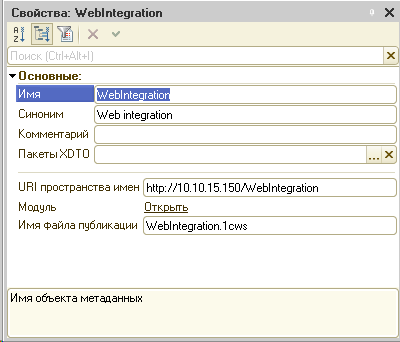 Свойства: WebIntegration
Поиск (Ctrl+Alt+I)
Основные:
Имя WebIntegration
Синоним Web integration
Комментарий
Пакеты XDTO ...
URI пространства имен http://10.10.15.150/WebIntegration
Модуль Открыть
Имя файла публикации WebIntegration.1cws
Имя объекта метаданных